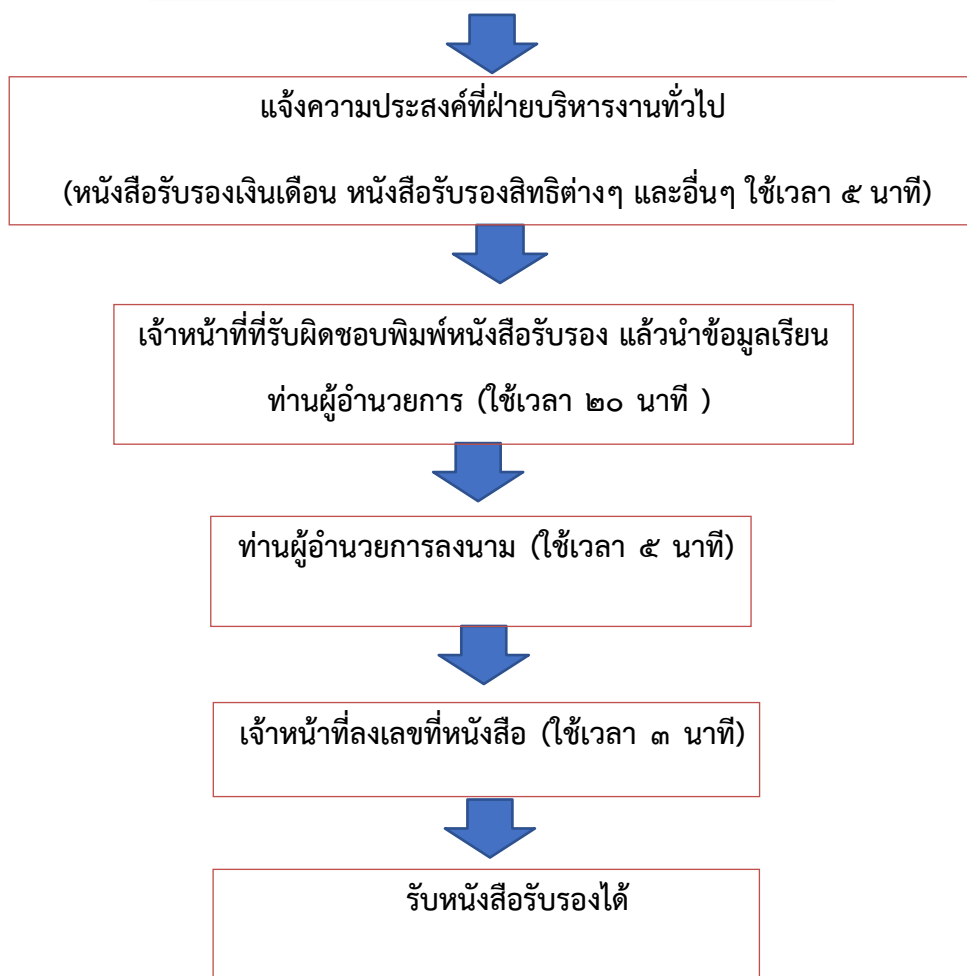 แจ้งความประสงค์ที่ฝ่ายบริหารงานทั่วไป
(หนังสือรับรองเงินเดือน หนังสือรับรองสิทธิต่างๆ และอื่นๆ ใช้เวลา ๕ นาที)
เจ้าหน้าที่ที่รับผิดชอบพิมพ์หนังสือรับรอง แล้วนำข้อมูลเรียน
ท่านผู้อำนวยการ (ใช้เวลา ๒๐ นาที )
ท่านผู้อำนวยการลงนาม (ใช้เวลา ๕ นาที)
เจ้าหน้าที่ลงเลขที่หนังสือ (ใช้เวลา ๓ นาที)
รับหนังสือรับรองได้